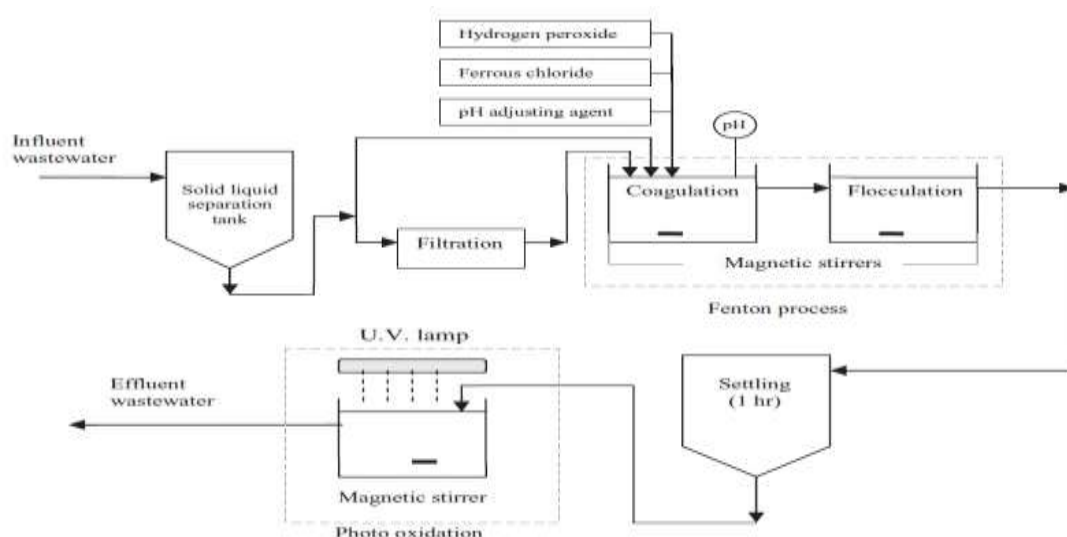 Hydrogen peroxide
Ferrous chloride
pH adjusting agent
pH
Influent
wastewater
Solid liquid
separation
tank
Filtration
Coagulation
Flocculation
Magnetic stirrers
Fenton process
U.V. lamp
Effluent
wastewater
Settling
(1 hr)
Magnetic stirrer
Photo oxidation